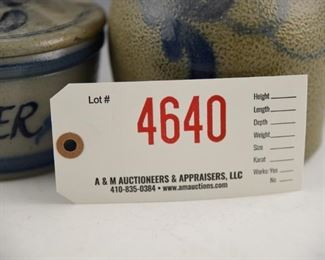 ER
Lot #
4640
Height
Length
Depth
Weight
Size
Karat
Works: Yes
No
A & M AUCTIONEERS & APPRAISERS, LLC
410-835-0384 • www.amauctions.com